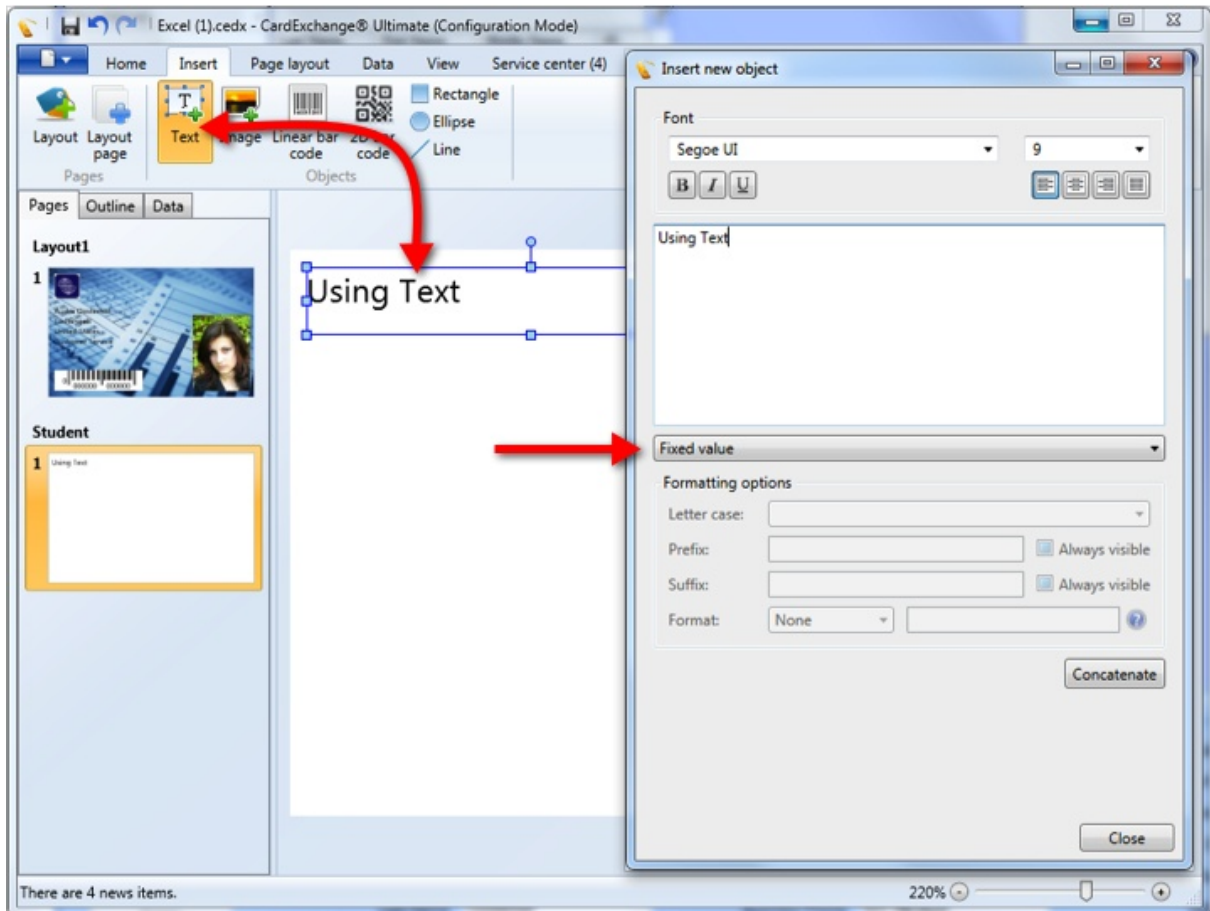 Excel (1).cedx - CardExchange® Ultimate (Configuration Mode)
Home Insert Page layout Data View Service center (4)
Layout
Layout page
Pages
Text
Image
Linear bar code
2D bar code
Rectangle
Ellipse
Line
Objects
Pages Outline Data
Layout1
1
Student
1
Using Text
Using Text
Insert new object
Font
Segoe UI
9
B I U
Using Text
Fixed value
Formatting options
Letter case:
Prefix:
Always visible
Suffix:
Always visible
Format:
None
Concatenate
Close
There are 4 news items.
220%